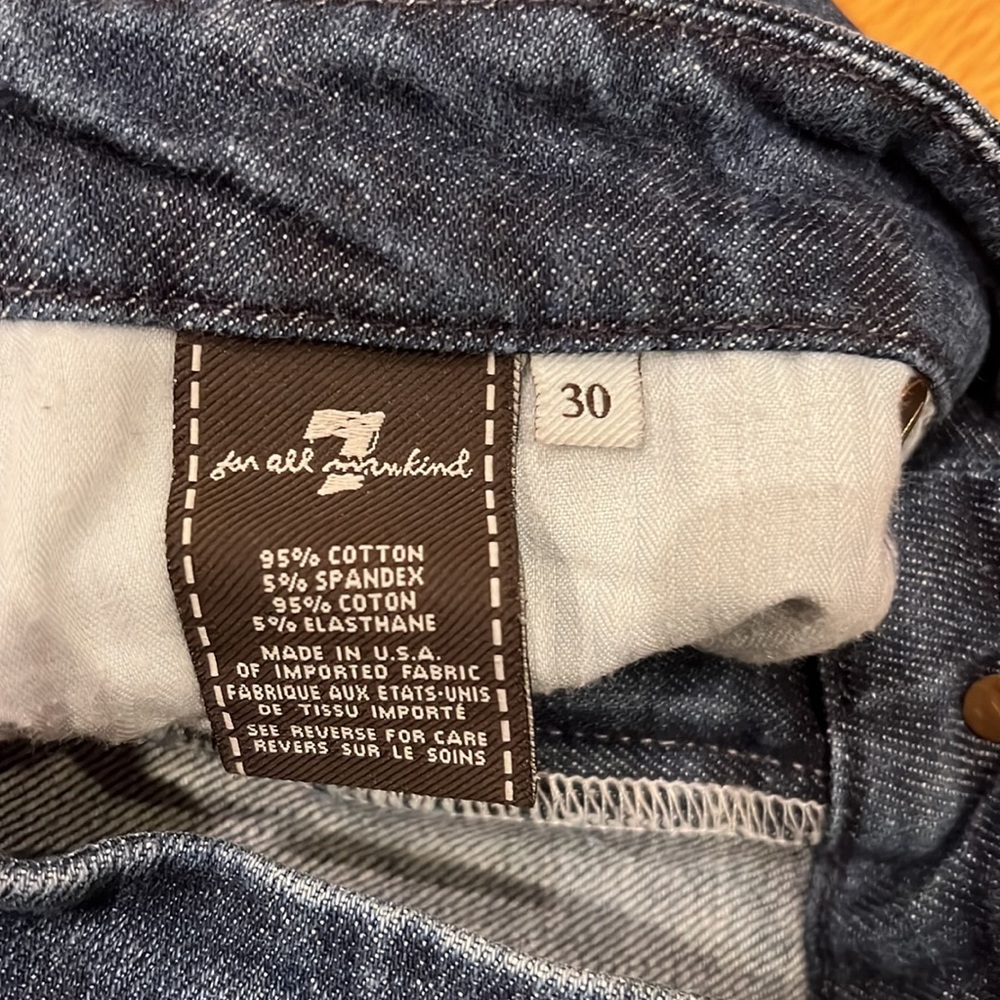 7
for all mankind
30
95% COTTON
5% SPANDEX
95% COTON
5% ELASTHANE
MADE IN U.S.A.
OF IMPORTED FABRIC
FABRIQUE AUX ETATS-UNIS
DE TISSU IMPORTÉ
SEE REVERSE FOR CARE
REVERS SUR LE SOINS